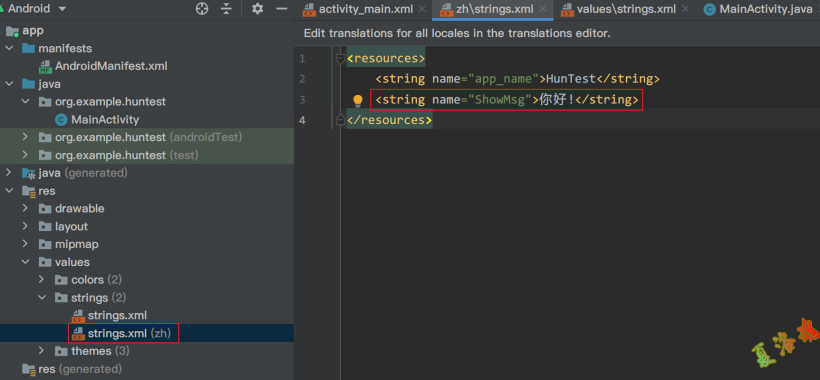 Android
activity_main.xml
zh\strings.xml
values\strings.xml
MainActivity.java
app
manifests
AndroidManifest.xml
java
org.example.huntest
MainActivity
org.example.huntest (androidTest)
org.example.huntest (test)
java (generated)
res
drawable
layout
mipmap
values
colors (2)
strings (2)
strings.xml
strings.xml (zh)
themes (3)
res (generated)
Edit translations for all locales in the translations editor.
1 <resources>
2 <string name="app_name">HunTest</string>
3 <string name="ShowMsg">你好!</string>
4 </resources>